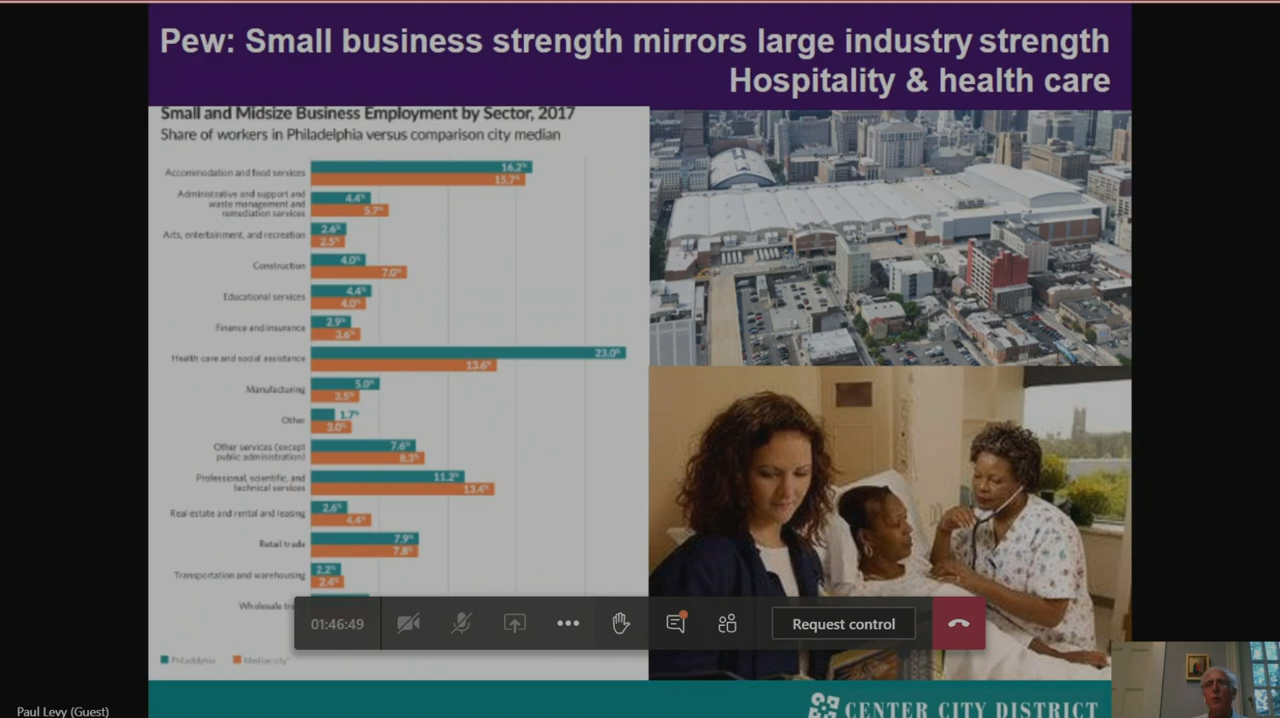 Pew: Small business strength mirrors large industry strength
Hospitality & health care
Small and Midsize Business Employment by Sector, 2017
Share of workers in Philadelphia versus comparison city median
Accommodation and food services
16.2%
15.7%
Administrative and support and
waste management and
remediation services
4.4%
5.7%
Arts, entertainment, and recreation
2.6%
2.5%
Construction
4.0%
7.0%
Educational services
4.4%
4.0%
Finance and insurance
2.9%
3.6%
Health care and social assistance
23.0%
13.6%
Manufacturing
5.0%
3.5%
Other
1.7%
3.0%
Other services (except
public administration)
7.6%
8.3%
Professional, scientific, and
technical services
11.2%
13.4%
Real estate and rental and leasing
2.6%
4.4%
Retail trade
7.9%
7.8%
Transportation and warehousing
2.2%
2.4%
Wholesale tra
01:46:49
Request control
Philadelphia
Median city*
Paul Levy (Guest)
CENTER CITY DISTRICT